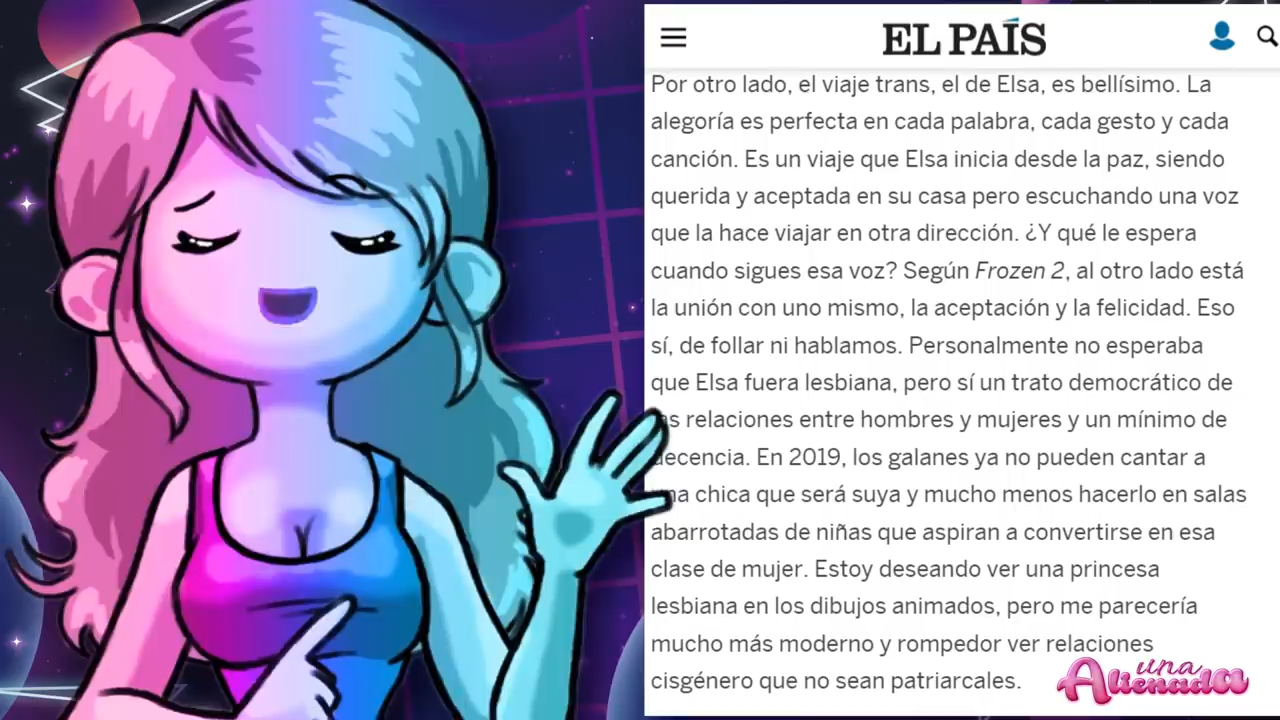 EL PAÍS
Por otro lado, el viaje trans, el de Elsa, es bellísimo. La
alegoría es perfecta en cada palabra, cada gesto y cada
canción. Es un viaje que Elsa inicia desde la paz, siendo
querida y aceptada en su casa pero escuchando una voz
que la hace viajar en otra dirección. ¿Y qué le espera
cuando sigues esa voz? Según Frozen 2, al otro lado está
la unión con uno mismo, la aceptación y la felicidad. Eso
sí, de follar ni hablamos. Personalmente no esperaba
que Elsa fuera lesbiana, pero sí un trato democrático de
relaciones entre hombres y mujeres y un mínimo de
decencia. En 2019, los galanes ya no pueden cantar a
una chica que será suya y mucho menos hacerlo en salas
abarrotadas de niñas que aspiran a convertirse en esa
clase de mujer. Estoy deseando ver una princesa
lesbiana en los dibujos animados, pero me parecería
mucho más moderno y rompedor ver relaciones
cisgénero que no sean patriarcales.
una
Alienada